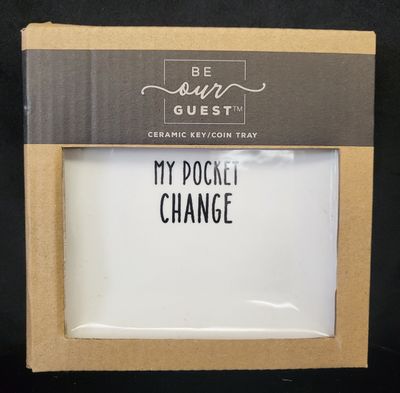 BE
our
GUEST™
CERAMIC KEY/COIN TRAY
MY POCKET
CHANGE